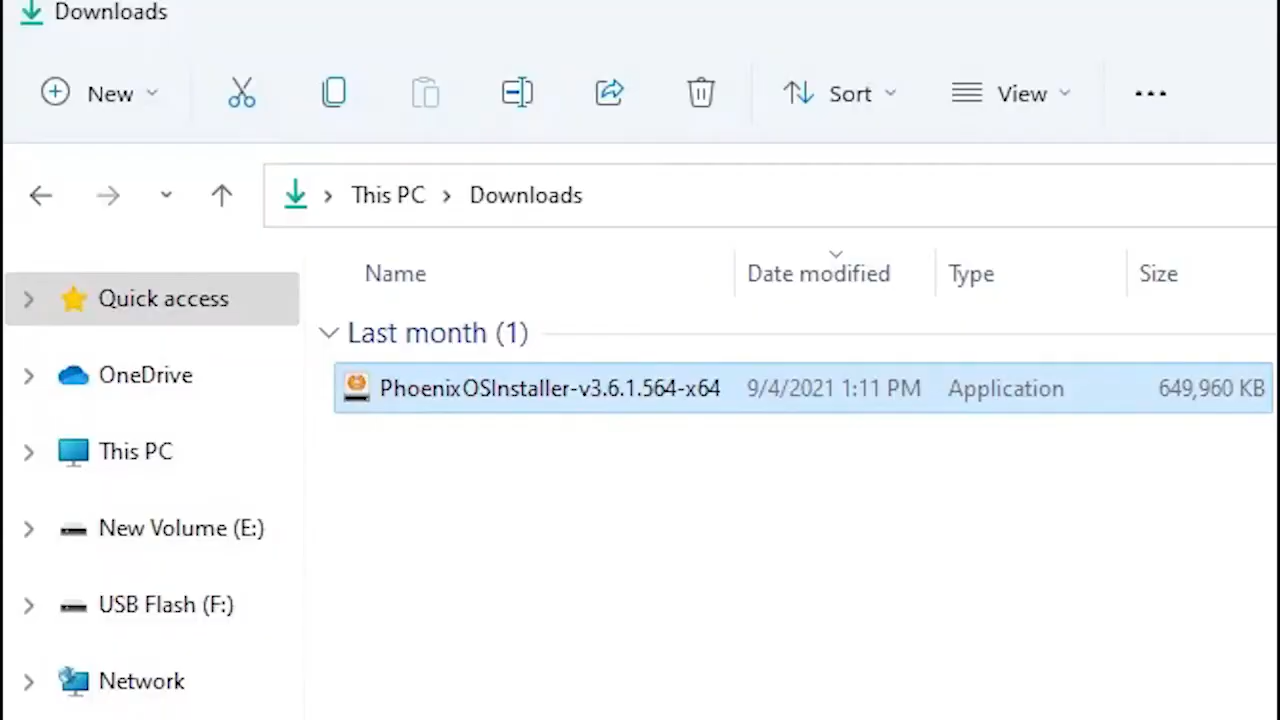 Downloads
New Sort View
This PC Downloads
Name Date modified Type Size
Quick access
Last month (1)
OneDrive
PhoenixOSInstaller-v3.6.1.564-x64 9/4/2021 1:11 PM Application 649,960 KB
This PC
New Volume (E:)
USB Flash (F:)
Network